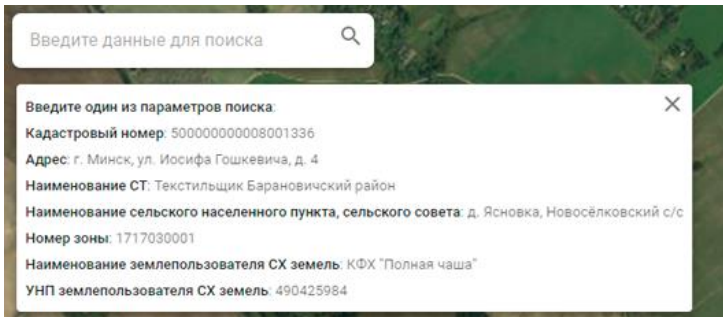 Введите данные для поиска
Введите один из параметров поиска:
Кадастровый номер: 500000000008001336
Адрес: г. Минск, ул. Иосифа Гошкевича, д. 4
Наименование СТ: Текстильщик Барановичский район
Наименование сельского населенного пункта, сельского совета: д. Ясновка, Новосёлковский с/с
Номер зоны: 1717030001
Наименование землепользователя СХ земель: КФХ "Полная чаша"
УНП землепользователя СХ земель: 490425984